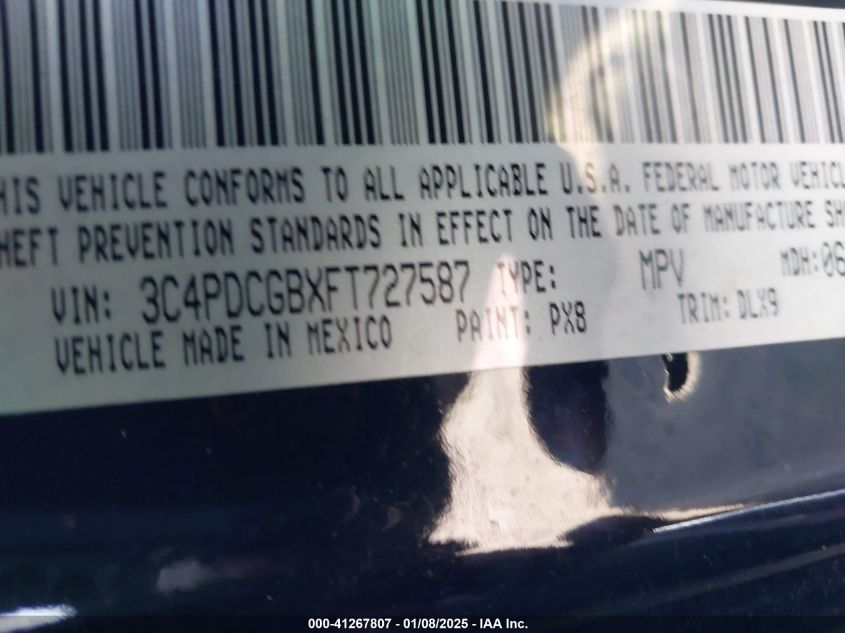 HIS VEHICLE CONFORMS TO ALL APPLICABLE U.S.A. FEDERAL MOTOR VEHICL
HEFT PREVENTION STANDARDS IN EFFECT ON THE DATE OF MANUFACTURE SH
VIN: 3C4PDCGBXFT727587 TYPE: MPV MDH:06
VEHICLE MADE IN MEXICO PAINT: PX8 TRIM: DLX9
000-41267807 - 01/08/2025 - IAA Inc.